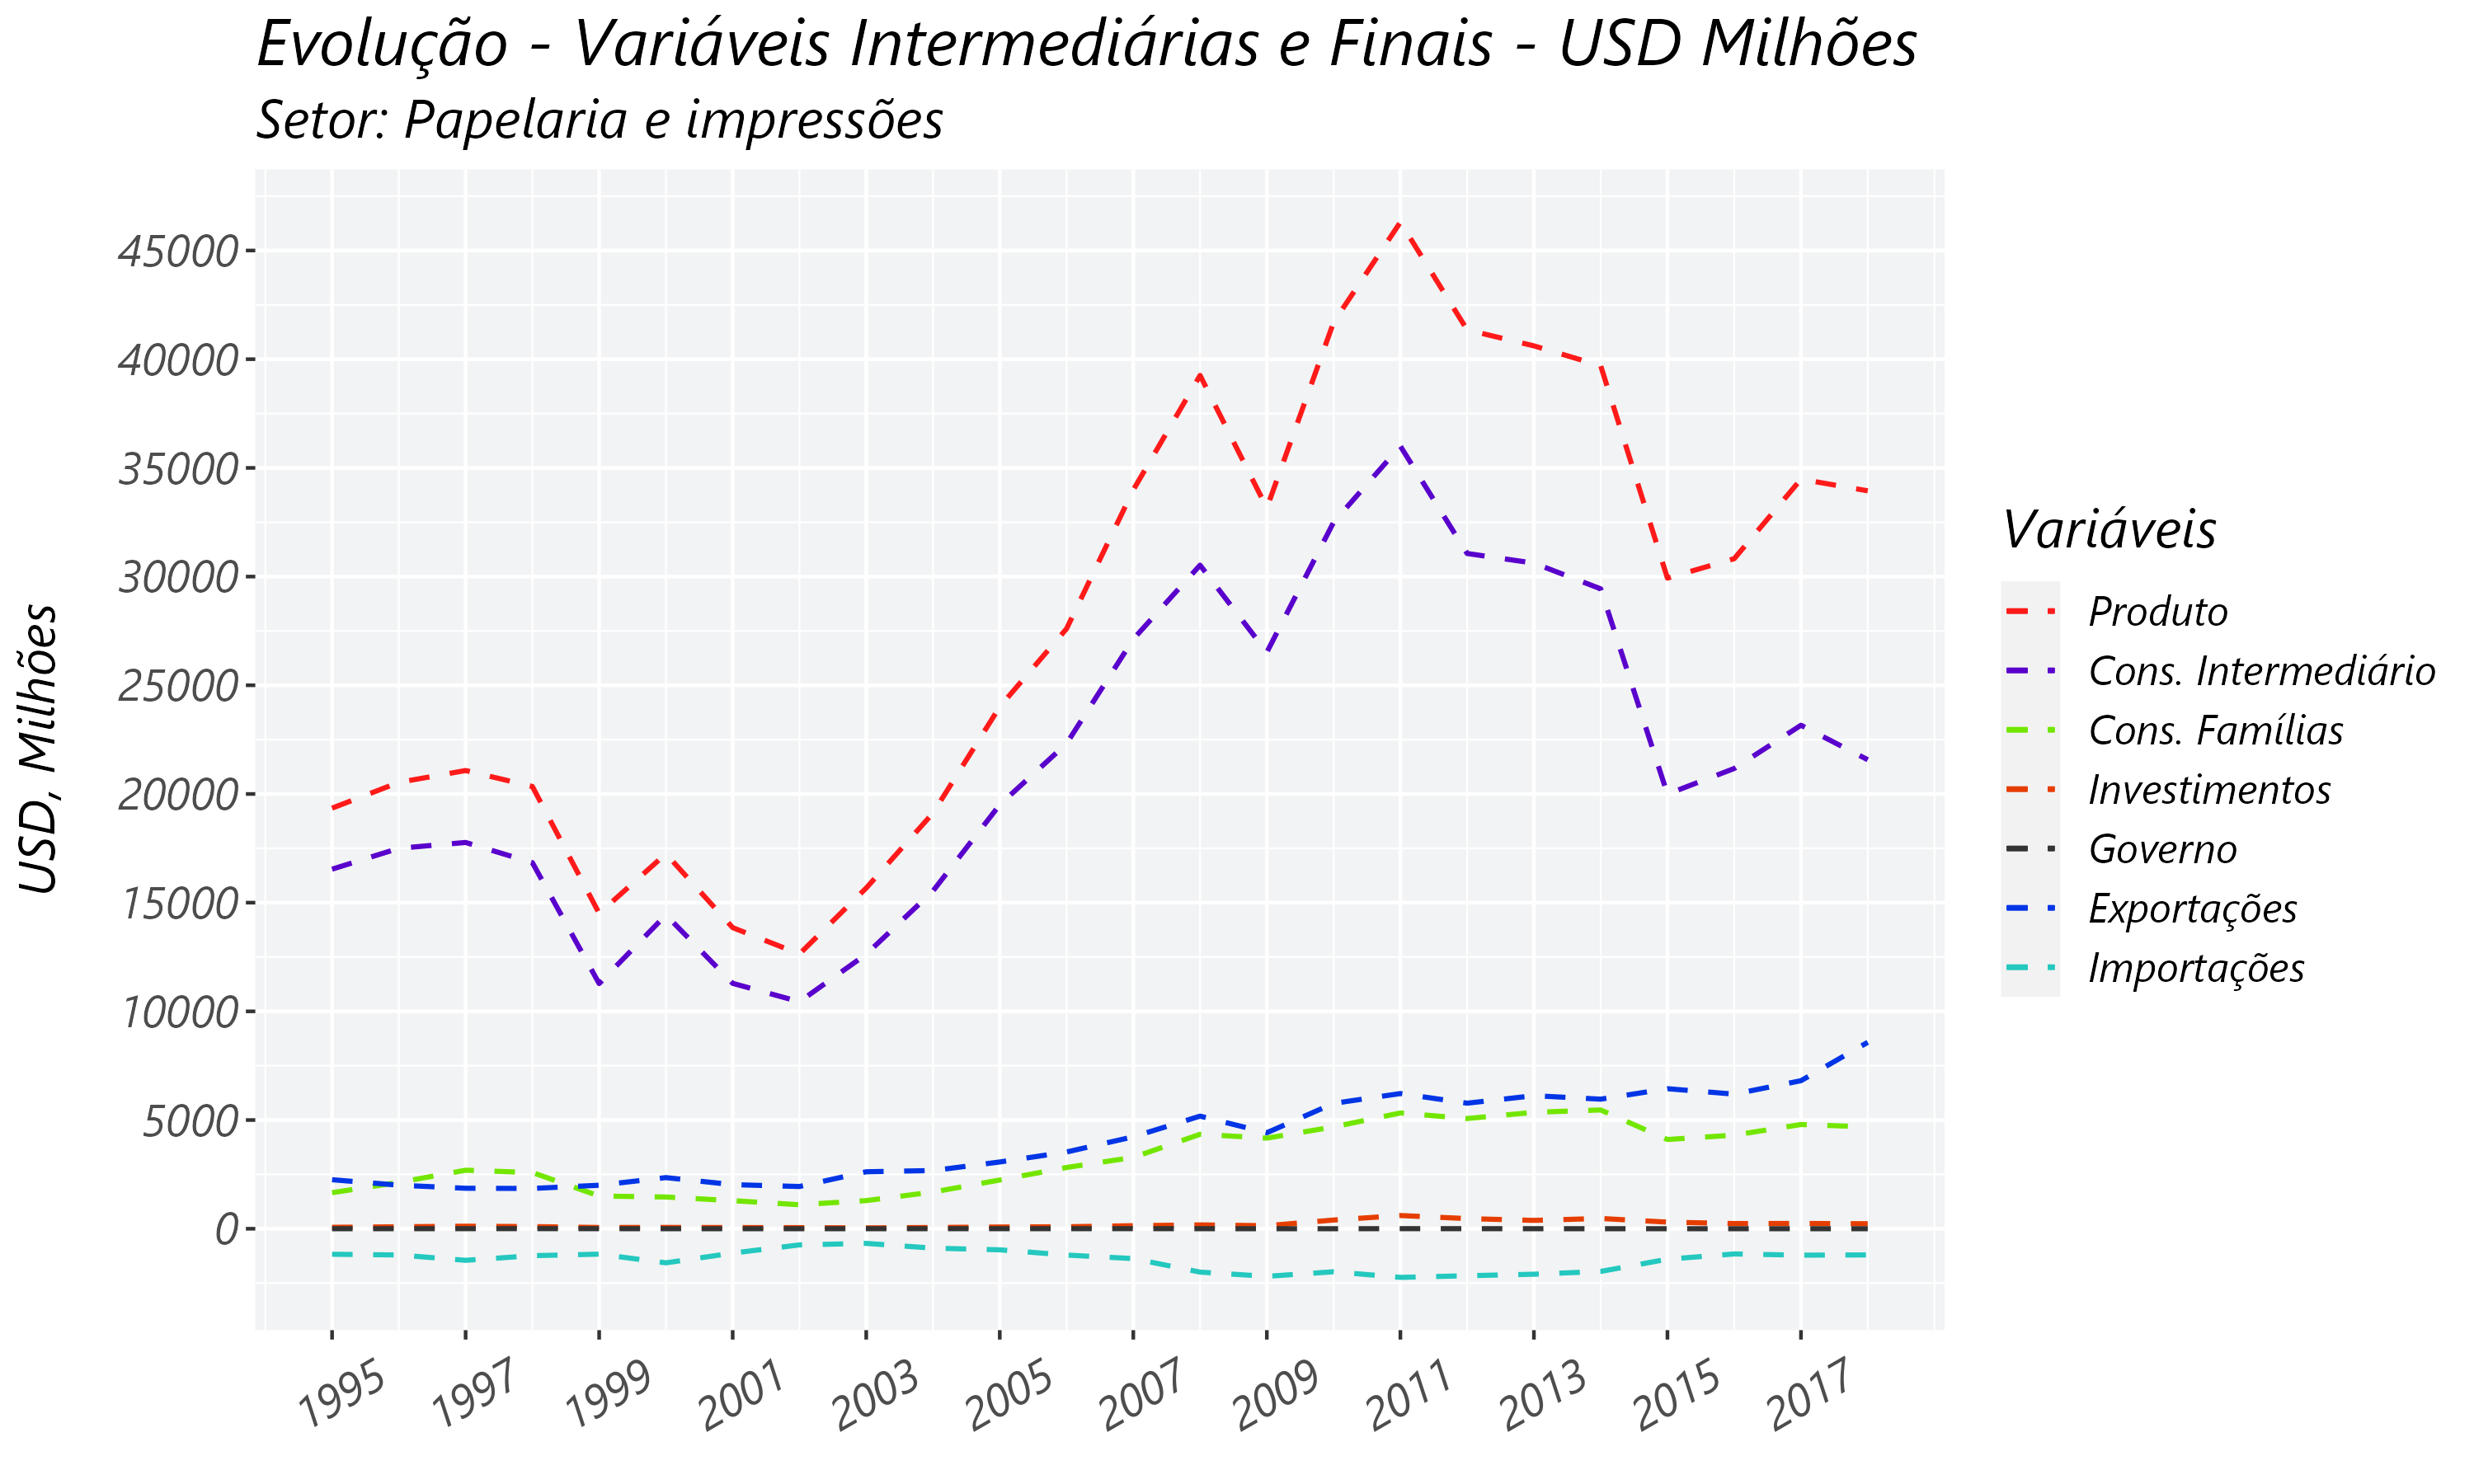 Evolução - Variáveis Intermediárias e Finais - USD Milhões
Setor: Papelaria e impressões
USD, Milhões
45000
40000
35000
30000
25000
20000
15000
10000
5000
0
1995
1997
1999
2001
2003
2005
2007
2009
2011
2013
2015
2017
Variáveis
Produto
Cons. Intermediário
Cons. Famílias
Investimentos
Governo
Exportações
Importações